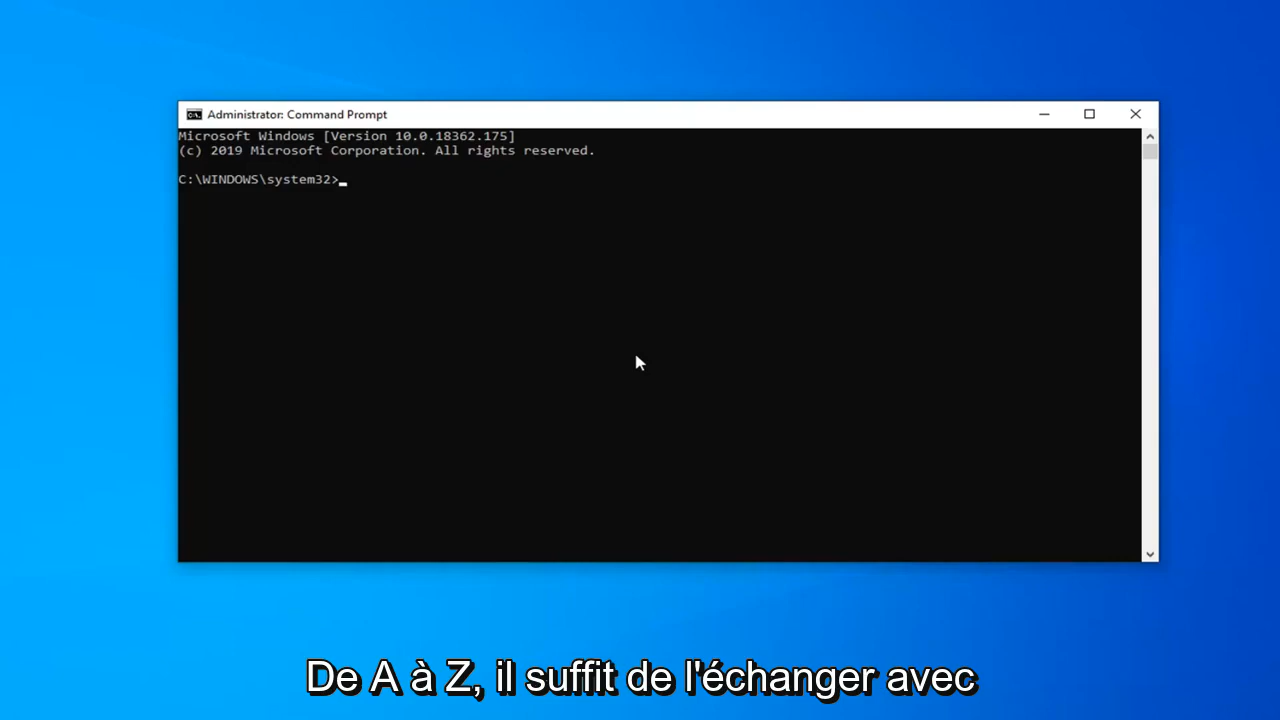 Administrator: Command Prompt
Microsoft Windows [Version 10.0.18362.175]
(c) 2019 Microsoft Corporation. All rights reserved.
C:\WINDOWS\system32>
De A à Z, il suffit de l'échanger avec